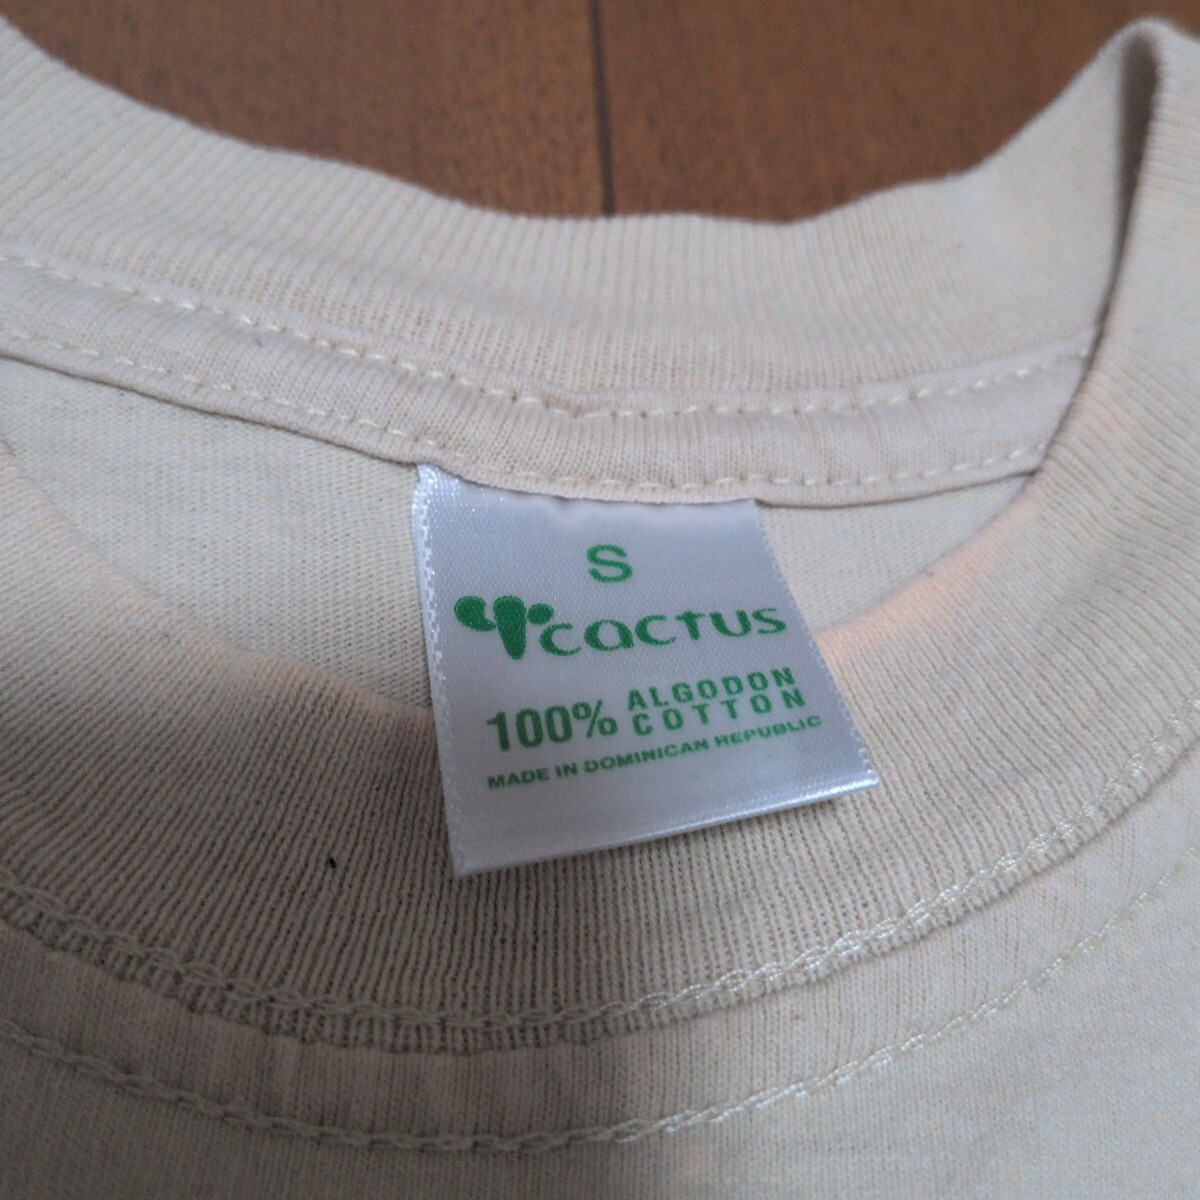 S
cactus
100% ALGODON
COTTON
MADE IN DOMINICAN REPUBLIC